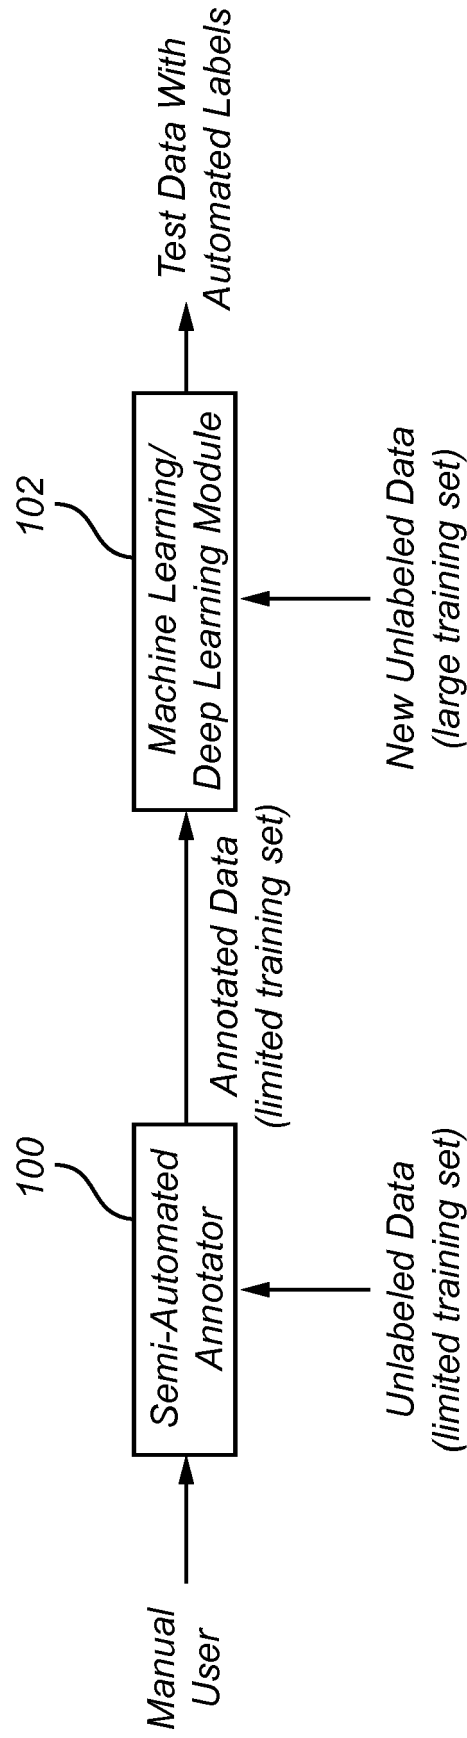 Manual
User
100
Semi-Automated
Annotator
Unlabeled Data
(limited training set)
Annotated Data
(limited training set)
102
Machine Learning/
Deep Learning Module
New Unlabeled Data
(large training set)
Test Data With
Automated Labels